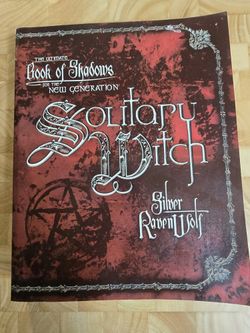 THE ULTIMATE
Book of Shadows
FOR THE
NEW GENERATION
Solitary
Witch
Silver
RavenWolf